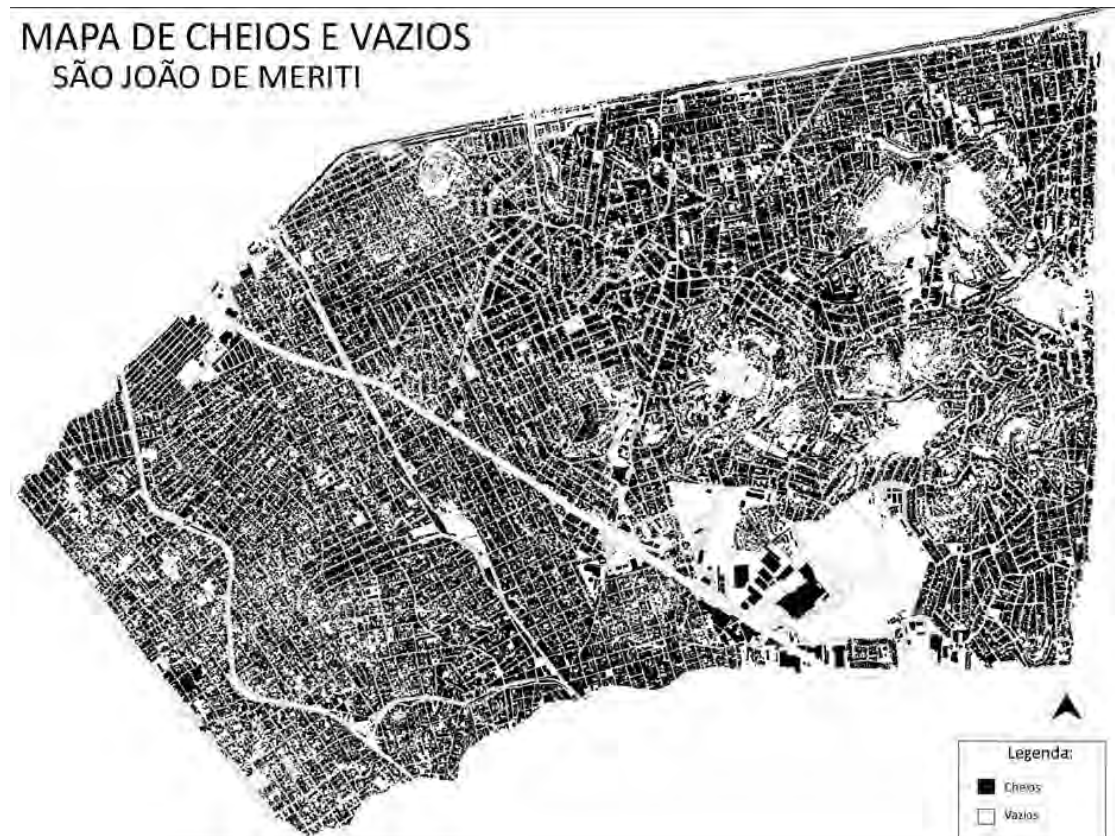 MAPA DE CHEIOS E VAZIOS
SÃO JOÃO DE MERITI
Legenda:
Cheios
Vazios